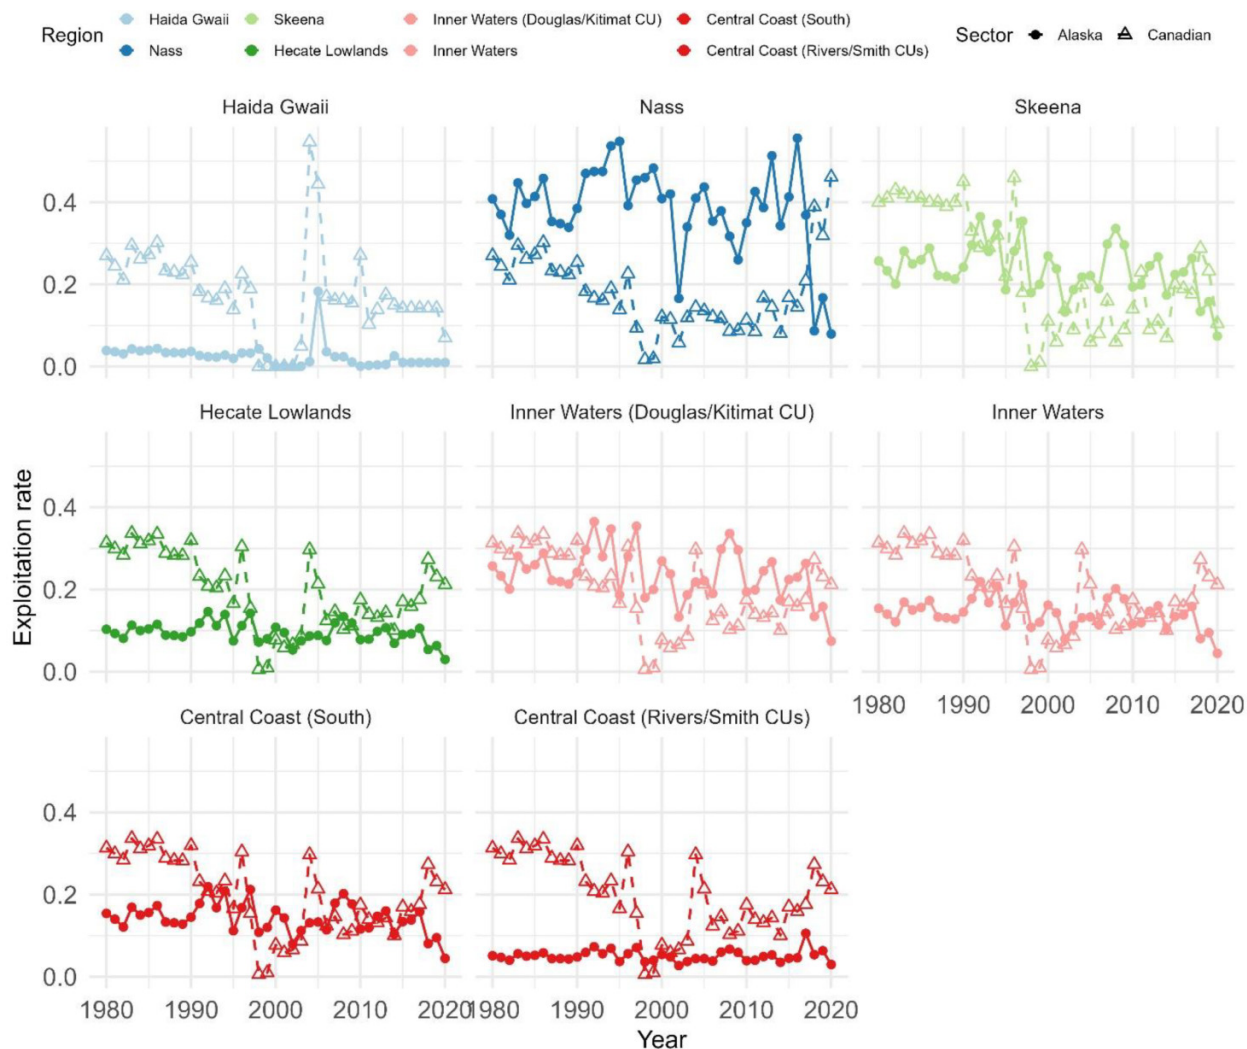 Region
Haida Gwaii
Skeena
Inner Waters (Douglas/Kitimat CU)
Central Coast (South)
Nass
Hecate Lowlands
Inner Waters
Central Coast (Rivers/Smith CUs)
Sector
Alaska
Canadian
Haida Gwaii
Nass
Skeena
0.4
0.2
0.0
Hecate Lowlands
Inner Waters (Douglas/Kitimat CU)
Inner Waters
Exploitation rate
0.4
0.2
0.0
1980 1990 2000 2010 2020
Central Coast (South)
Central Coast (Rivers/Smith CUs)
0.4
0.2
0.0
1980 1990 2000 2010 2020
1980 1990 2000 2010 2020
Year